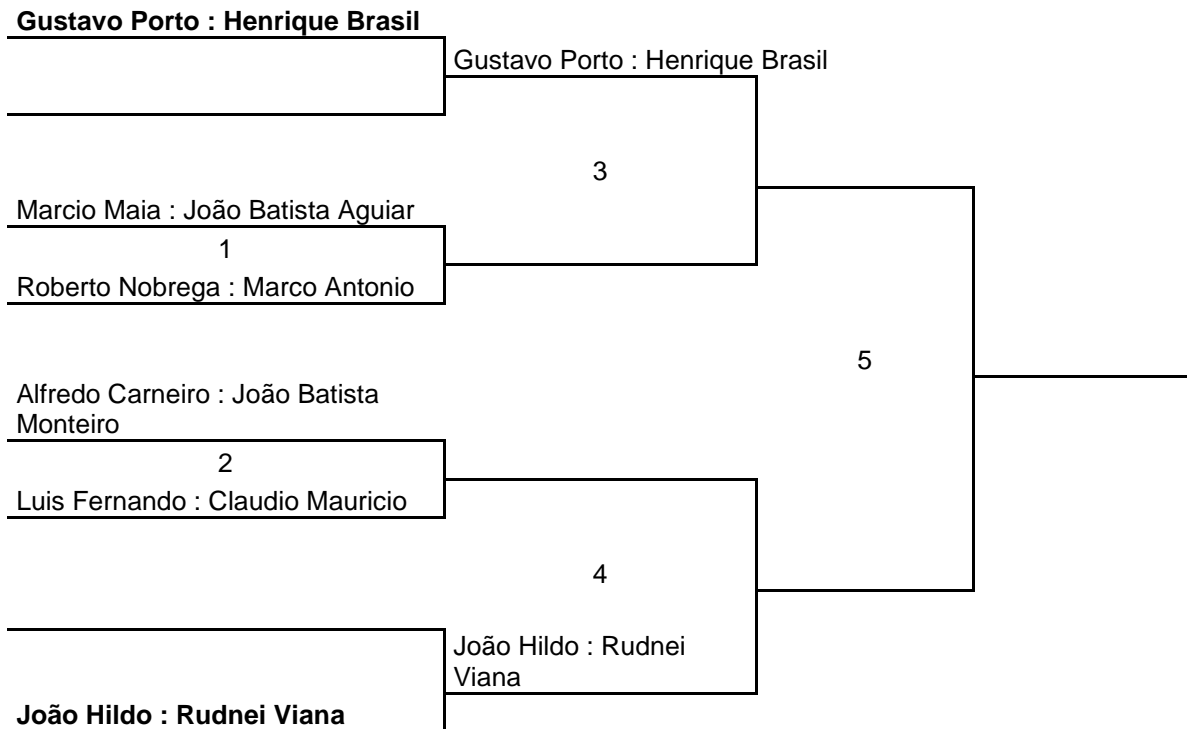 Gustavo Porto : Henrique Brasil
Gustavo Porto : Henrique Brasil
3
Marcio Maia : João Batista Aguiar
1
Roberto Nobrega : Marco Antonio
5
Alfredo Carneiro : João Batista
Monteiro
2
Luis Fernando : Claudio Mauricio
4
João Hildo : Rudnei
Viana
João Hildo : Rudnei Viana